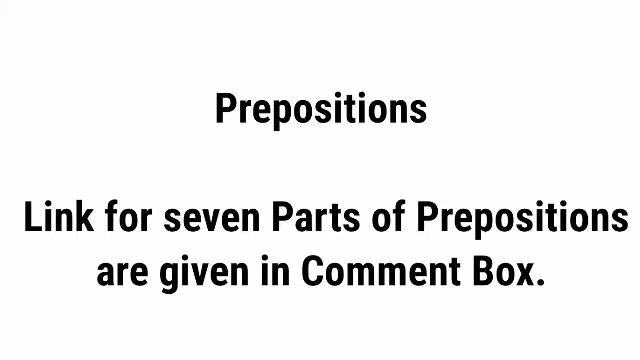 Prepositions
Link for seven Parts of Prepositions
are given in Comment Box.